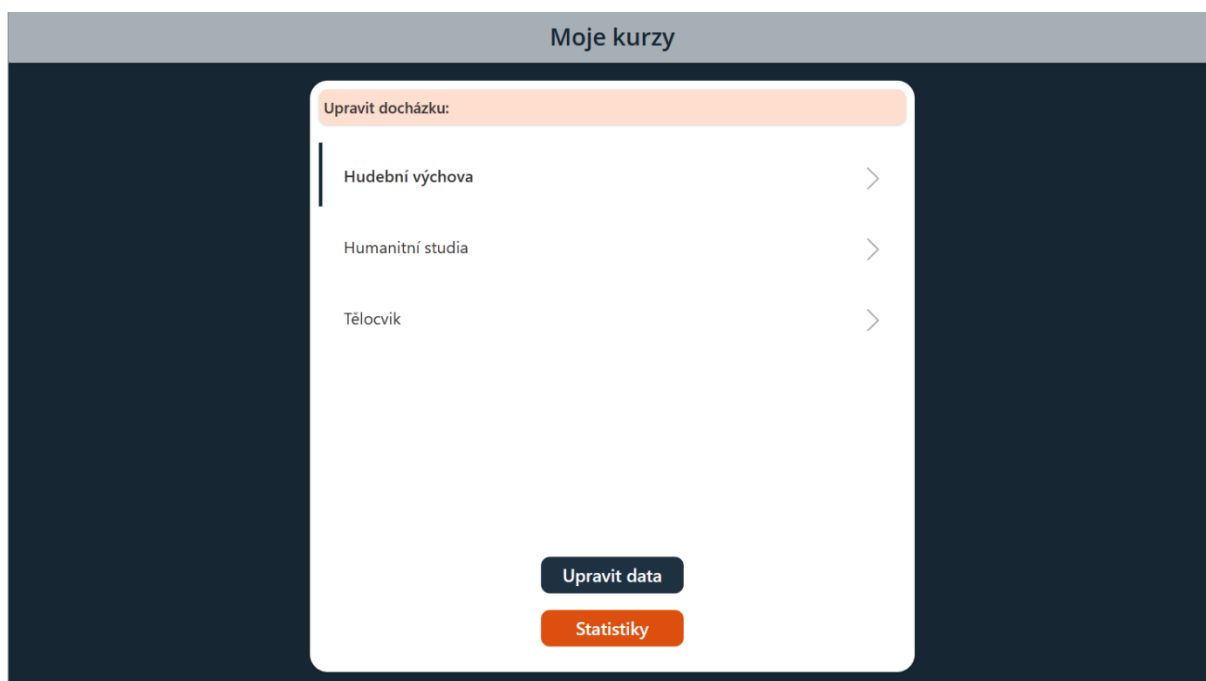 Moje kurzy
Upravit docházku:
Hudební výchova
Humanitní studia
Tělocvik
Upravit data
Statistiky